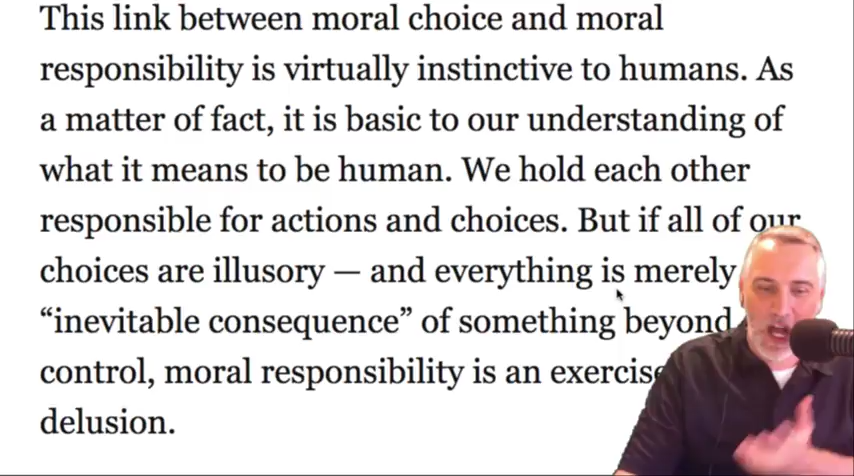 This link between moral choice and moral
responsibility is virtually instinctive to humans. As
a matter of fact, it is basic to our understanding of
what it means to be human. We hold each other
responsible for actions and choices. But if all of our
choices are illusory — and everything is merely
“inevitable consequence” of something beyond
control, moral responsibility is an exercise
delusion.